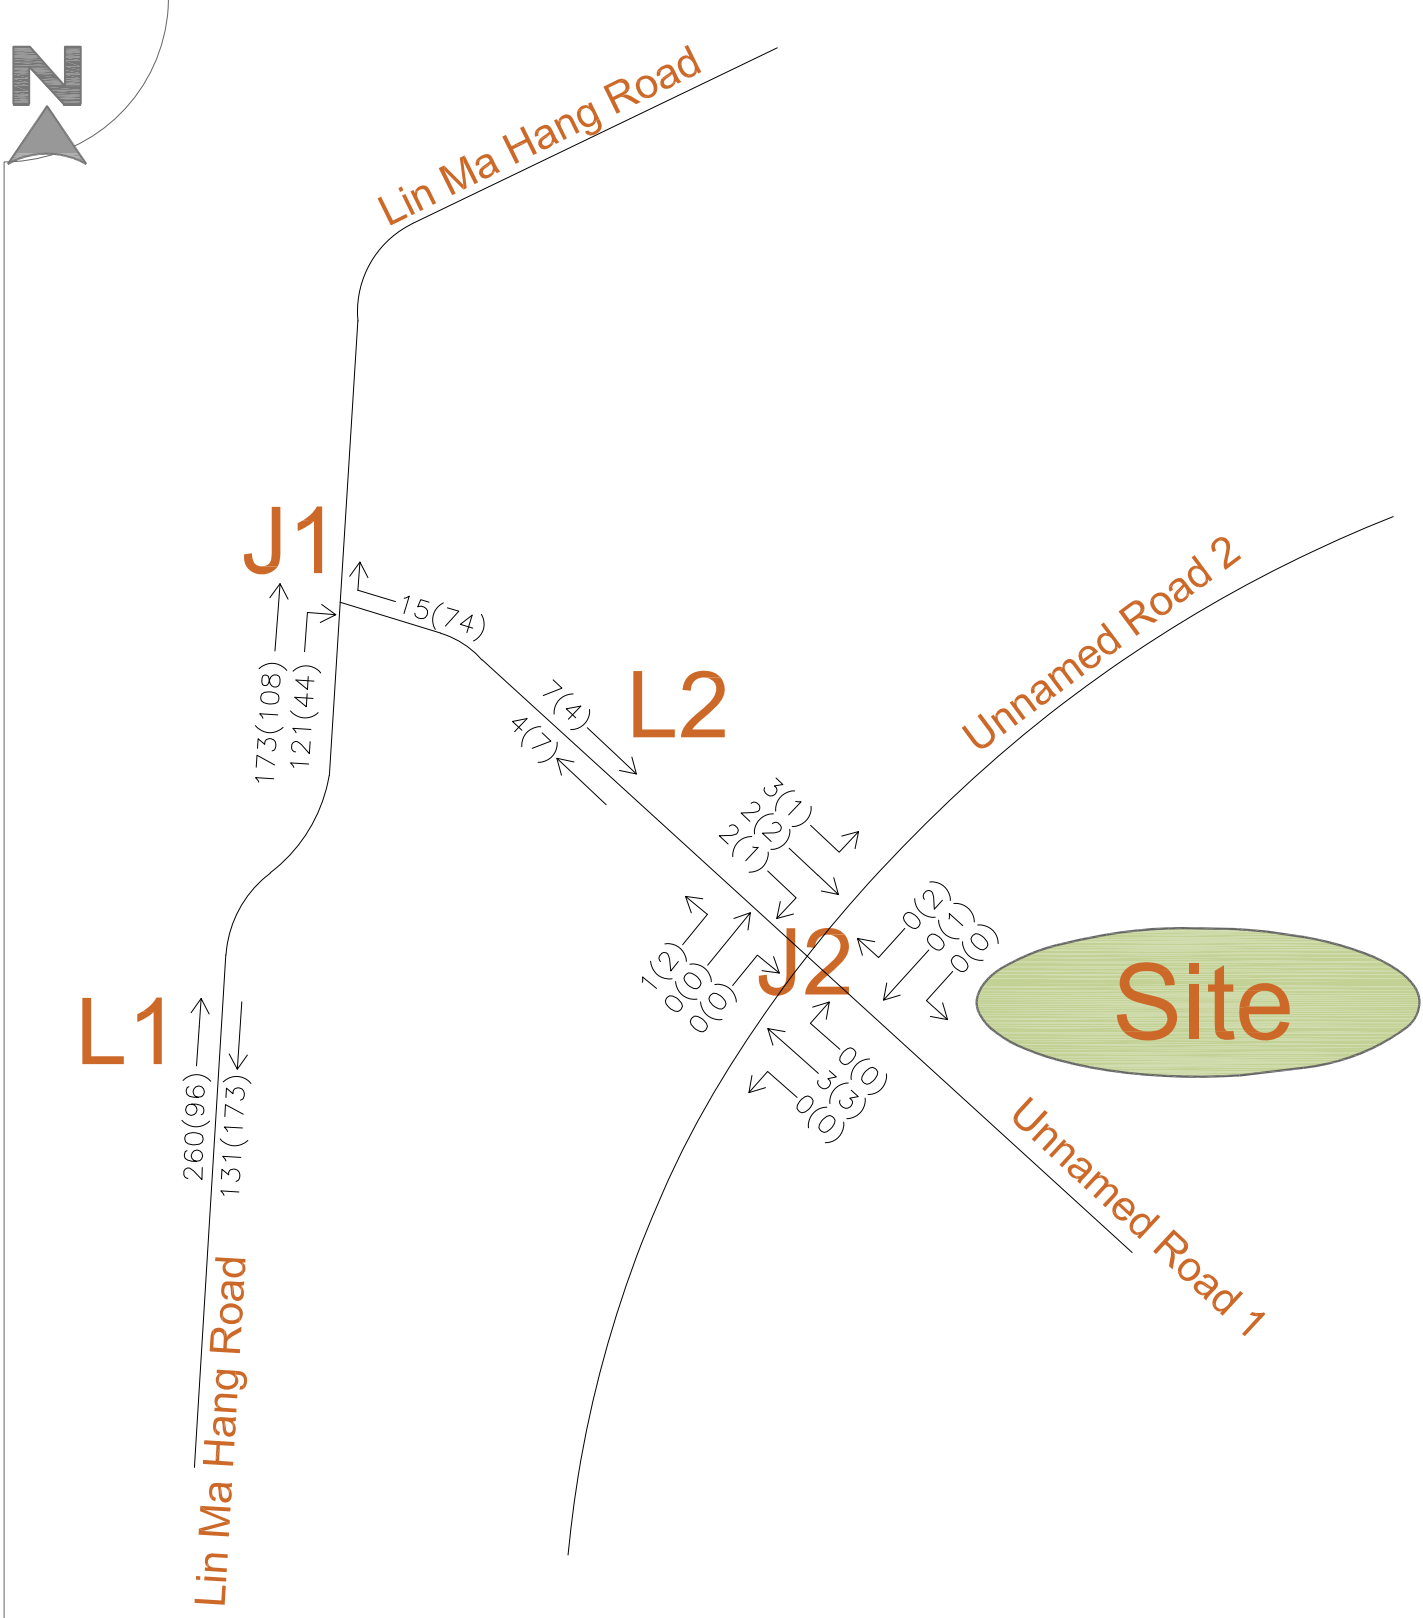 N
Lin Ma Hang Road
J1
15(74)
173(108)
121(44)
L2
7(4)
4(7)
Unnamed Road 2
3(1)
2(2)
2(1)
0(2)
0(1)
0(0)
1(2)
0(0)
0(0)
J2
Site
L1
260(96)
131(173)
0(0)
3(3)
0(0)
Unnamed Road 1
Lin Ma Hang Road